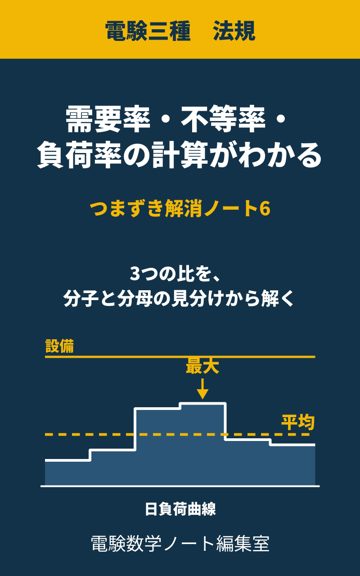 電験三種 法規
需要率・不等率・
負荷率の計算がわかる
つまずき解消ノート6
3つの比を、
分子と分母の見分けから解く
設備
最大
平均
日負荷曲線
電験数学ノート編集室